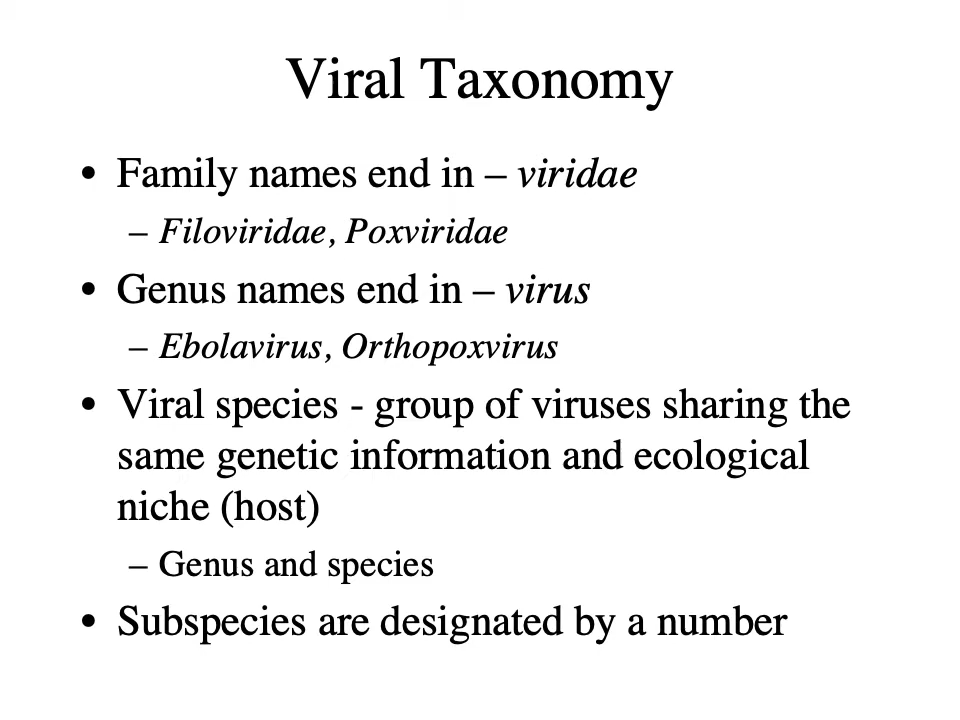 Viral Taxonomy
• Family names end in – viridae
– Filoviridae, Poxviridae
• Genus names end in – virus
– Ebolavirus, Orthopoxvirus
• Viral species - group of viruses sharing the
same genetic information and ecological
niche (host)
– Genus and species
• Subspecies are designated by a number